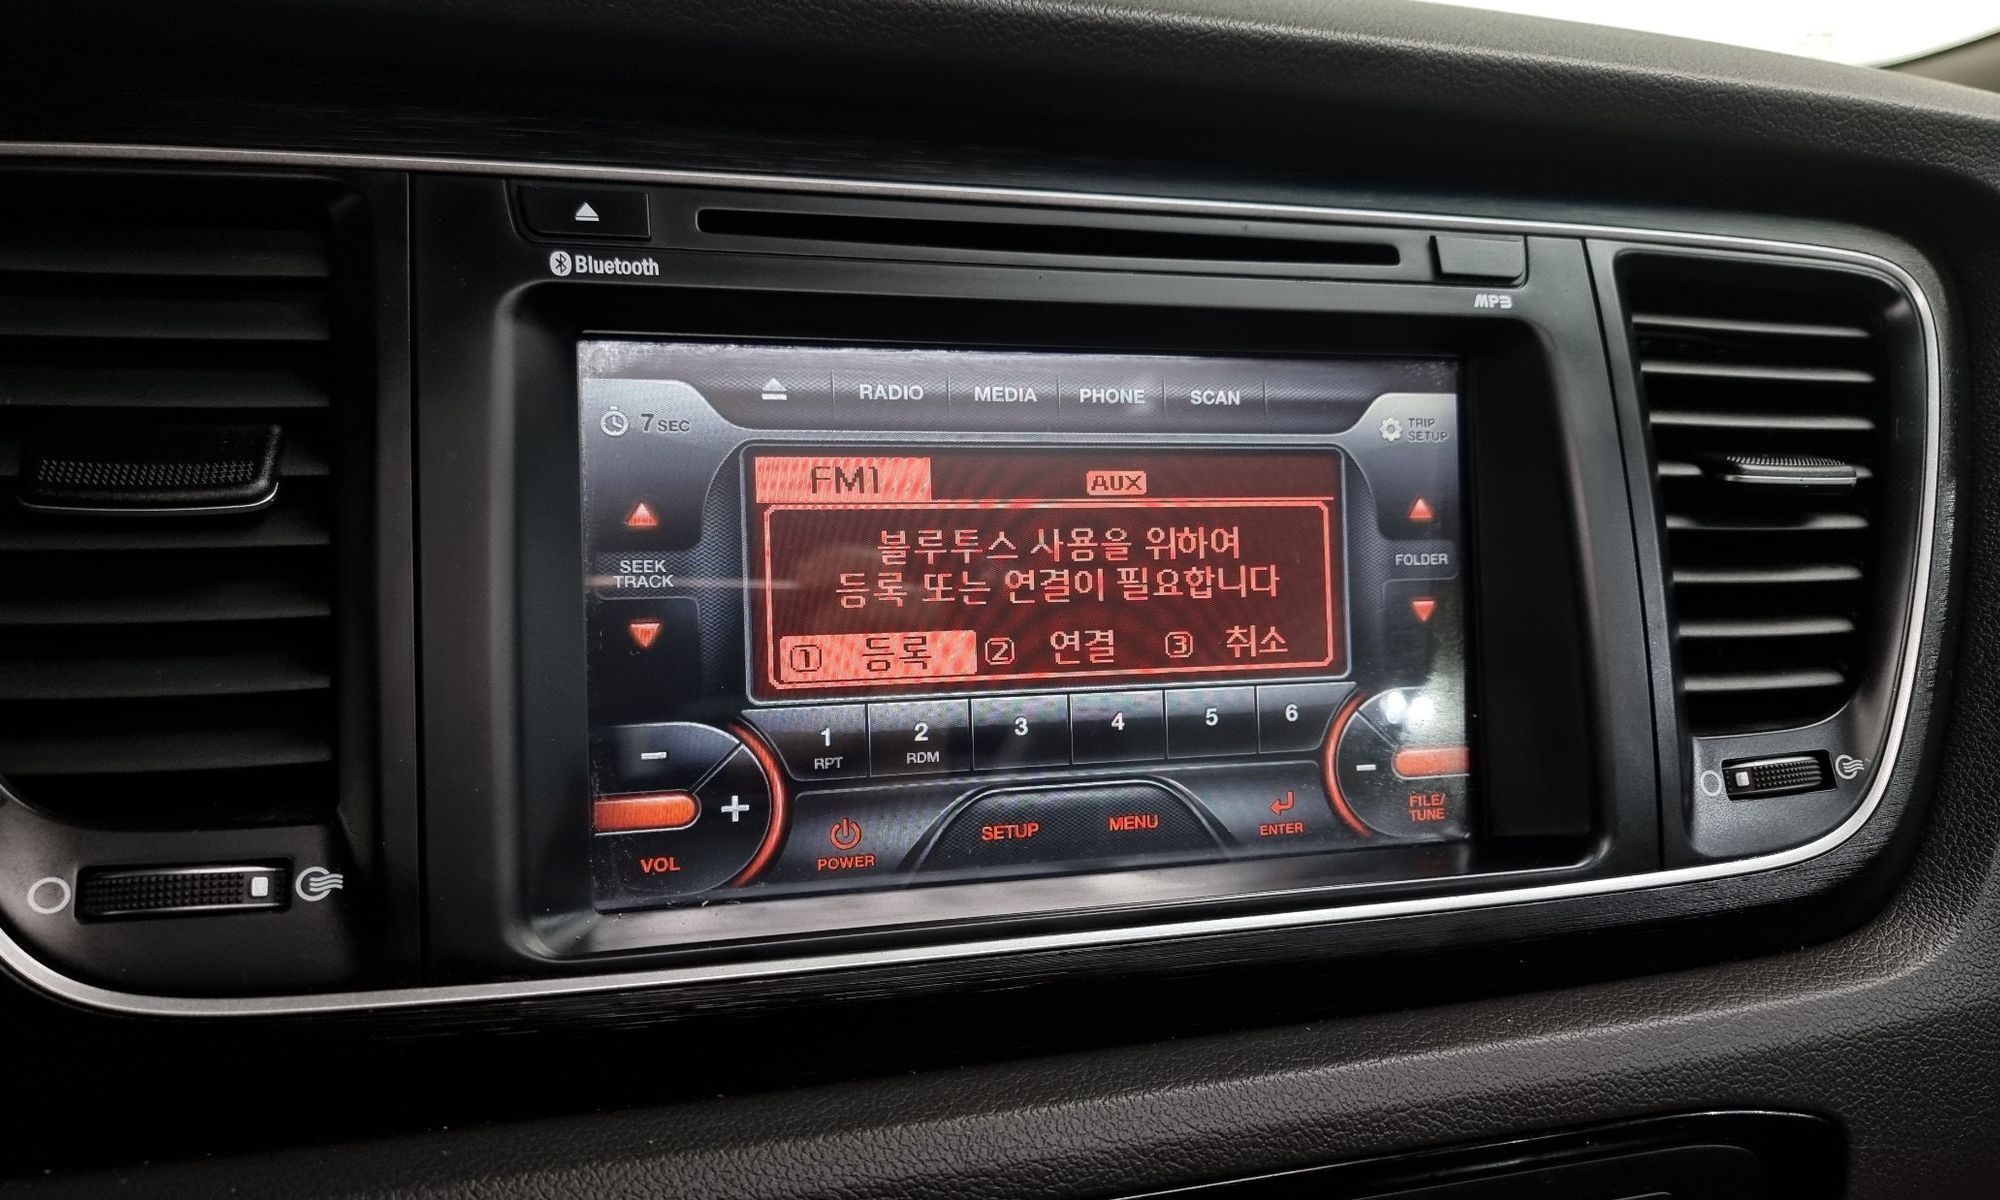 Bluetooth
MP3
RADIO MEDIA PHONE SCAN
7 SEC
TRIP
SETUP
FM1 AUX
블루투스 사용을 위하여
등록 또는 연결이 필요합니다
① 등록 ② 연결 ③ 취소
SEEK
TRACK
FOLDER
1 2 3 4 5 6
RPT RDM
VOL
POWER
SETUP
MENU
ENTER
FILE/
TUNE